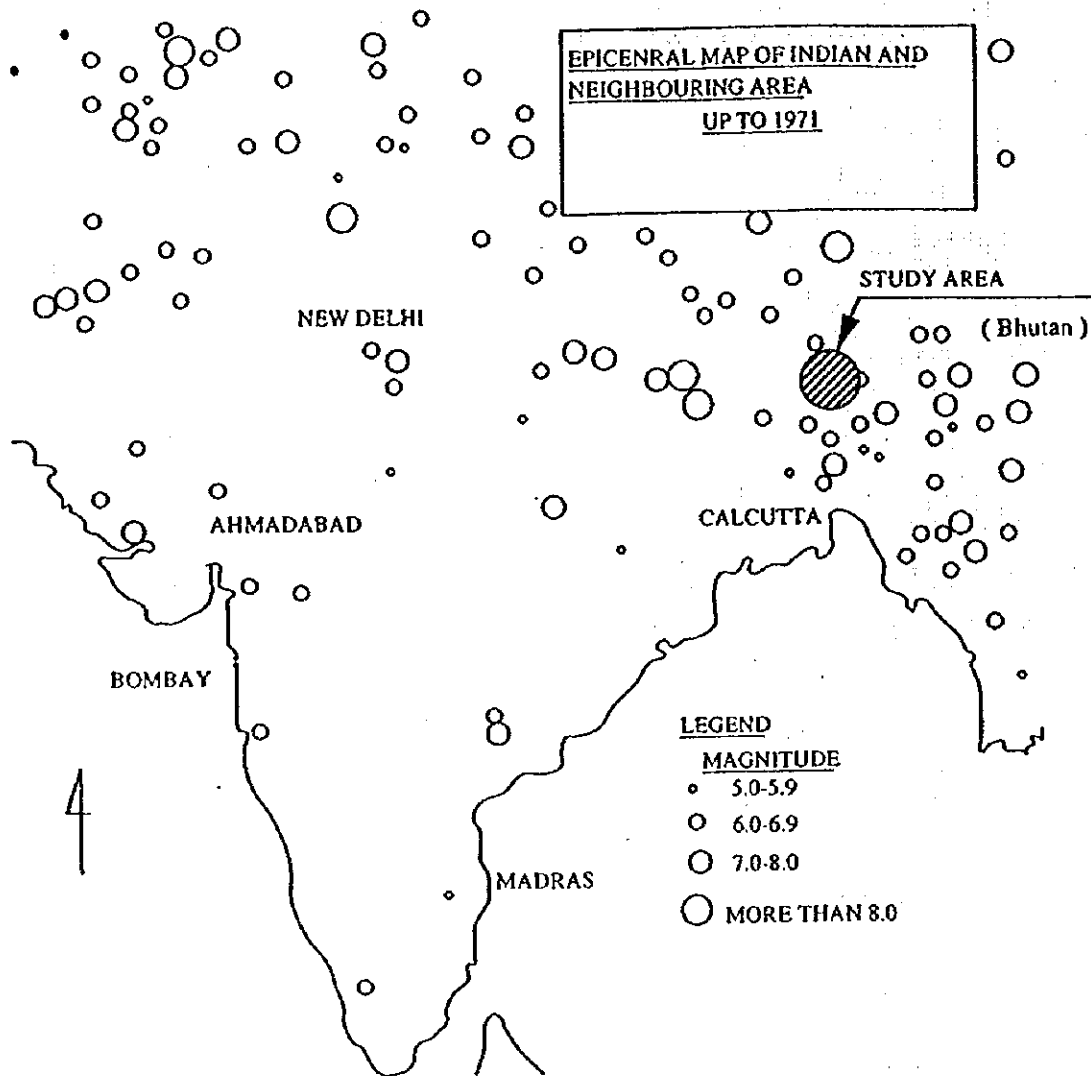 EPICENRAL MAP OF INDIAN AND
NEIGHBOURING AREA
UP TO 1971
STUDY AREA
( Bhutan )
NEW DELHI
AHMADABAD
CALCUTTA
BOMBAY
MADRAS
LEGEND
MAGNITUDE
5.0-5.9
6.0-6.9
7.0-8.0
MORE THAN 8.0